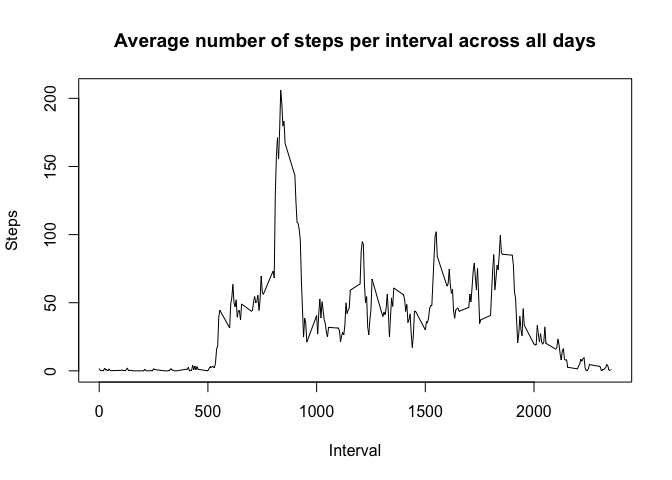 Average number of steps per interval across all days
Steps
200
150
100
50
0
0 500 1000 1500 2000
Interval